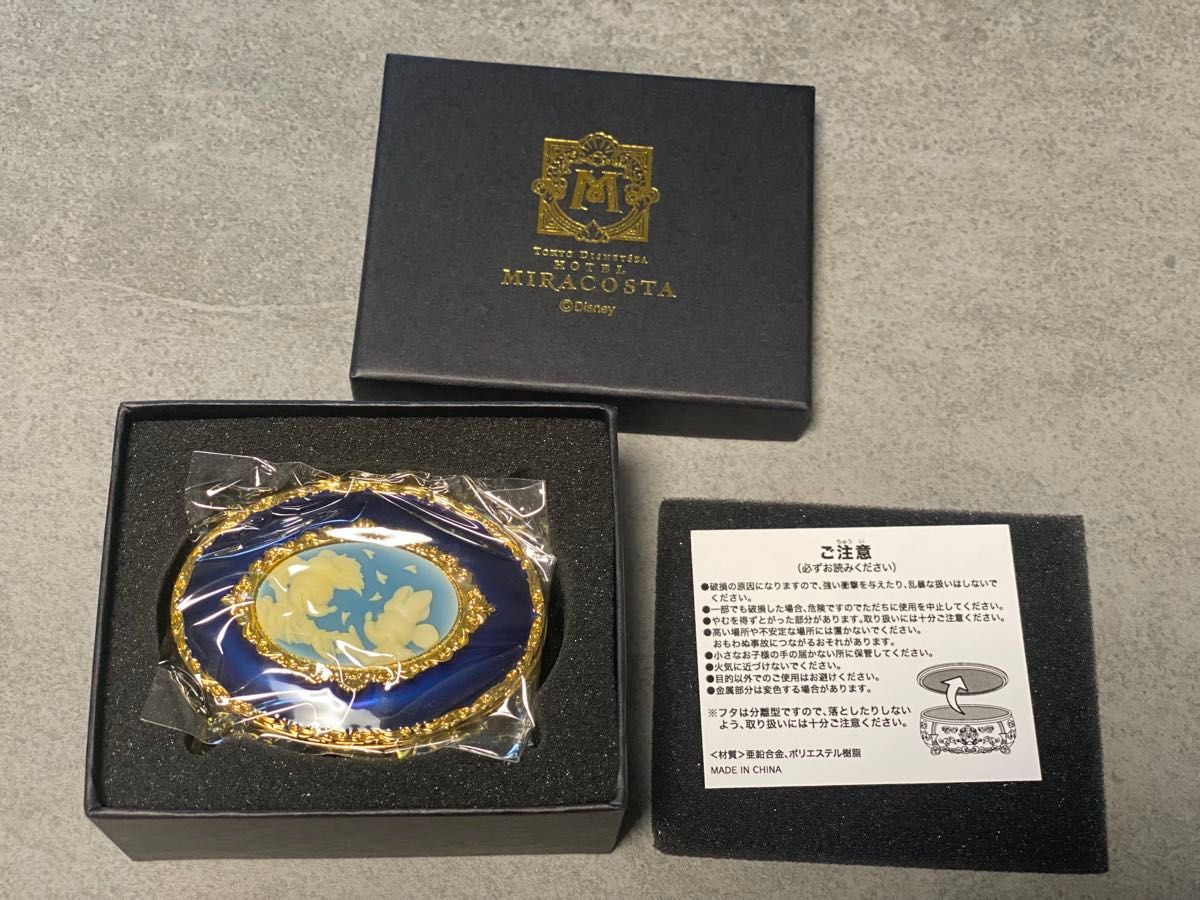 M
TOKYO DISNEYSEA
HOTEL
MIRACOSTA
©Disney
ちゅう い
ご注意
(必ずお読みください)
●破損の原因になりますので、強い衝撃を与えたり、乱暴な扱いはしないで
ください。
●一部でも破損した場合、危険ですのでただちに使用を中止してください。
●やむを得ずとがった部分があります。取り扱いには十分ご注意ください。
●高い場所や不安定な場所には置かないでください。
おもわぬ事故につながるおそれがあります。
●小さなお子様の手の届かない所に保管してください。
●火気に近づけないでください。
●目的以外でのご使用はお避けください。
●金属部分は変色する場合があります。
※フタは分離型ですので、落としたりしない
よう、取り扱いには十分ご注意ください。
<材質>亜鉛合金、ポリエステル樹脂
MADE IN CHINA